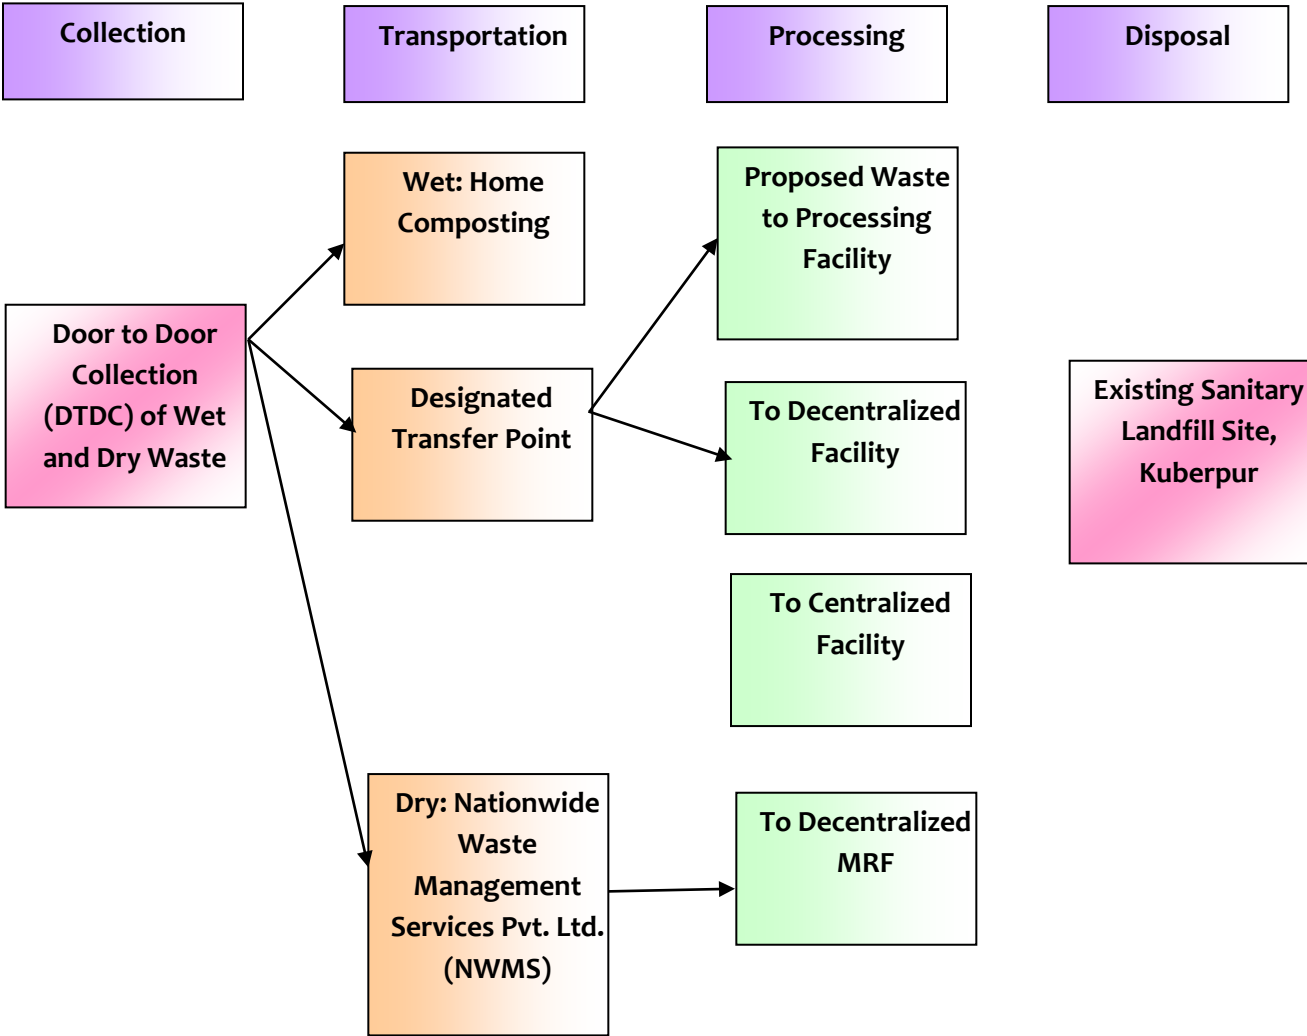 Collection
Transportation
Processing
Disposal
Wet: Home
Composting
Proposed Waste
to Processing
Facility
Door to Door
Collection
(DTDC) of Wet
and Dry Waste
Designated
Transfer Point
To Decentralized
Facility
Existing Sanitary
Landfill Site,
Kuberpur
To Centralized
Facility
Dry: Nationwide
Waste
Management
Services Pvt. Ltd.
(NWMS)
To Decentralized
MRF